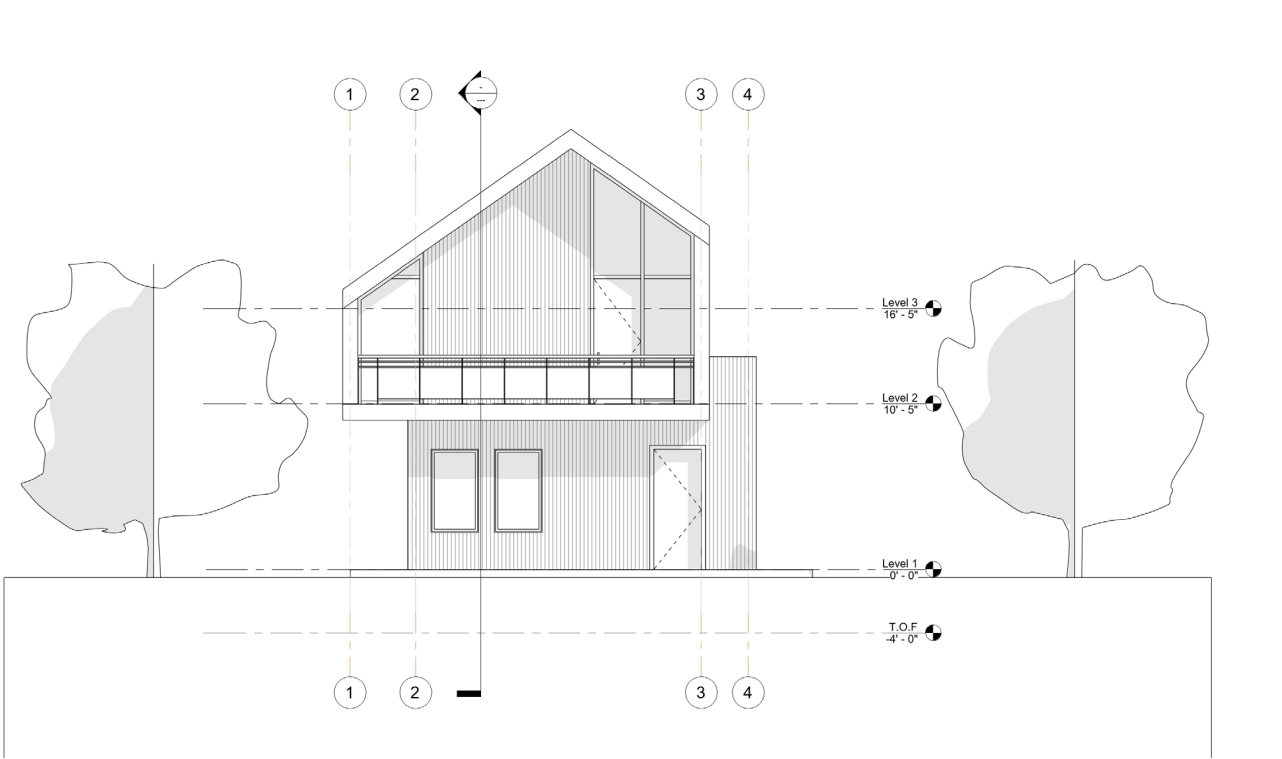 1 2 - 3 4
---
Level 3
16' - 5"
Level 2
10' - 5"
Level 1
0' - 0"
T.O.F
-4' - 0"
1 2 3 4